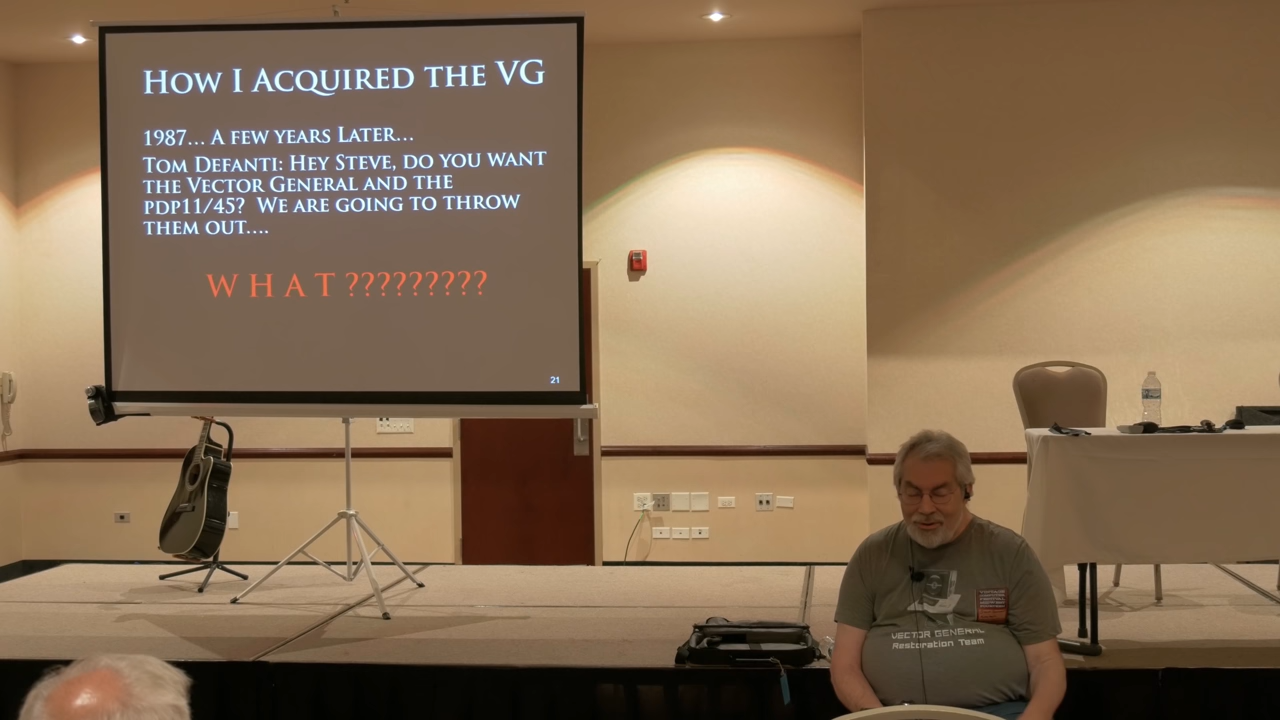 How I Acquired the VG
1987... A few years Later...
Tom Defanti: Hey Steve, do you want
the Vector General and the
pdp11/45? We are going to throw
them out....
W H A T ?????????
21
VECTOR GENERAL
Restoration Team